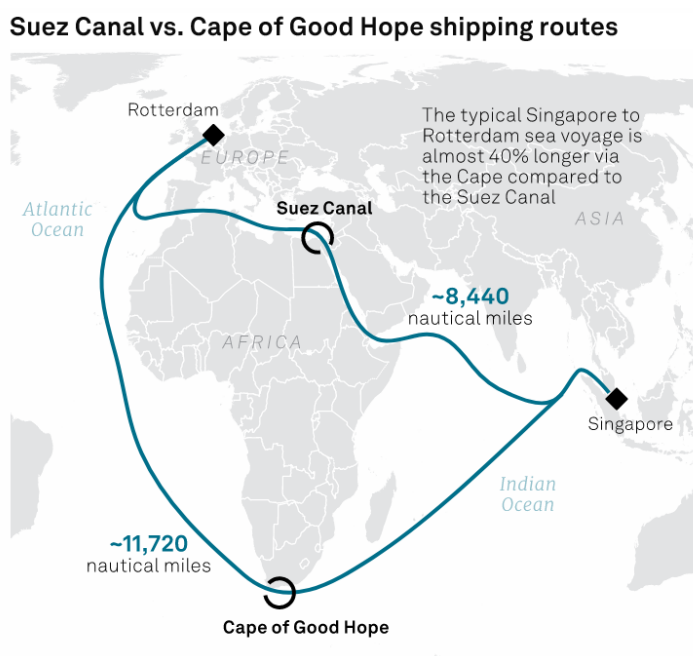 Suez Canal vs. Cape of Good Hope shipping routes
Rotterdam
The typical Singapore to
Rotterdam sea voyage is
almost 40% longer via
the Cape compared to
the Suez Canal
EUROPE
Atlantic
Ocean
Suez Canal
ASIA
~8,440
nautical miles
AFRICA
Singapore
Indian
Ocean
~11,720
nautical miles
Cape of Good Hope